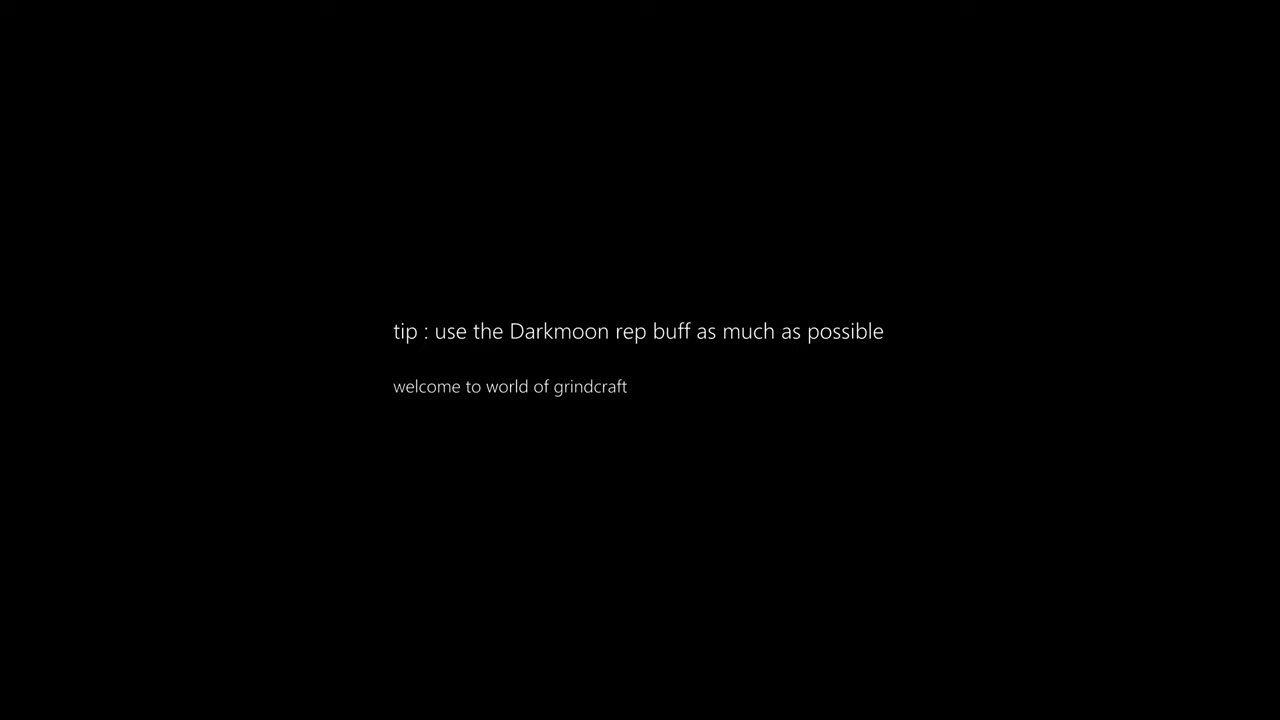 tip : use the Darkmoon rep buff as much as possible
welcome to world of grindcraft